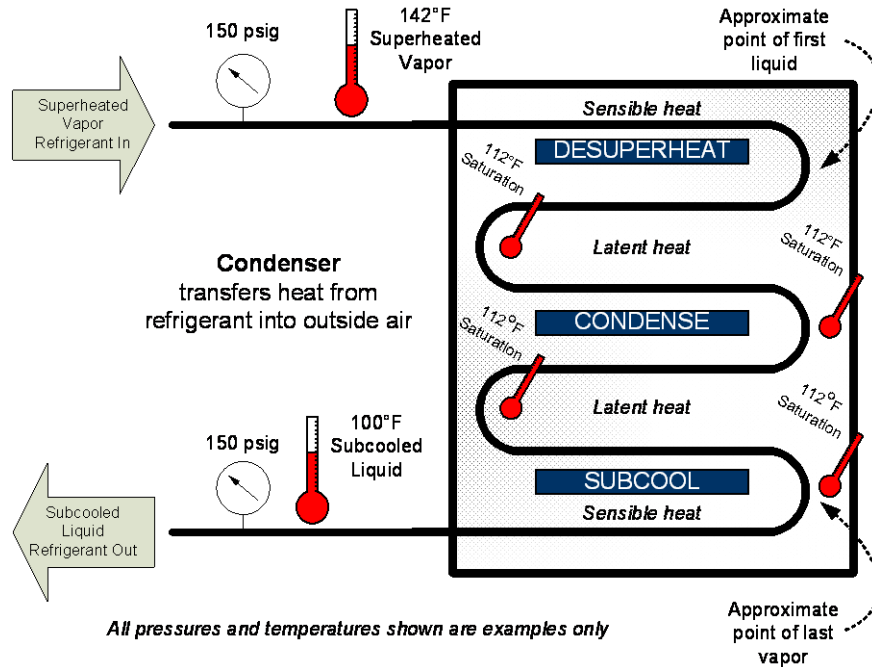 150 psig
142°F
Superheated
Vapor
Approximate
point of first
liquid
Superheated
Vapor
Refrigerant In
Sensible heat
DESUPERHEAT
112°F
Saturation
Latent heat
112°F
Saturation
Condenser
transfers heat from
refrigerant into outside air
CONDENSE
112°F
Saturation
Latent heat
112°F
Saturation
150 psig
100°F
Subcooled
Liquid
SUBCOOL
Sensible heat
Subcooled
Liquid
Refrigerant Out
All pressures and temperatures shown are examples only
Approximate
point of last
vapor